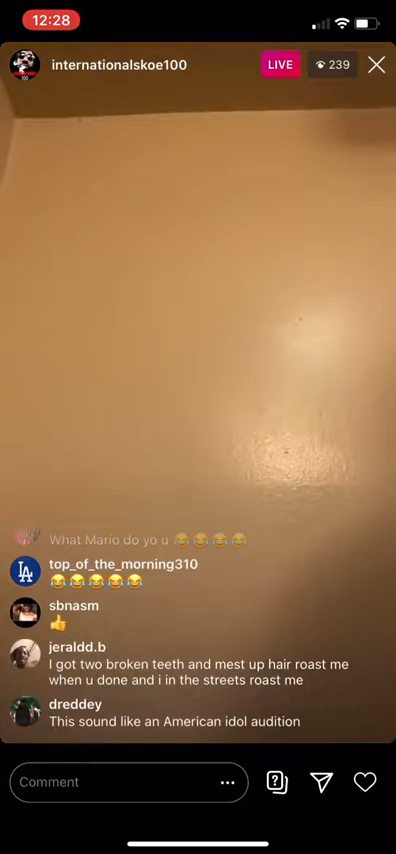 12:28
internationalskoe100
LIVE
239
100
What Mario do yo u 😂😂😂😂
LA
top_of_the_morning310
😂😂😂😂😂
sbnasm
👍
jeraldd.b
I got two broken teeth and mest up hair roast me
when u done and i in the streets roast me
dreddey
This sound like an American idol audition
Comment